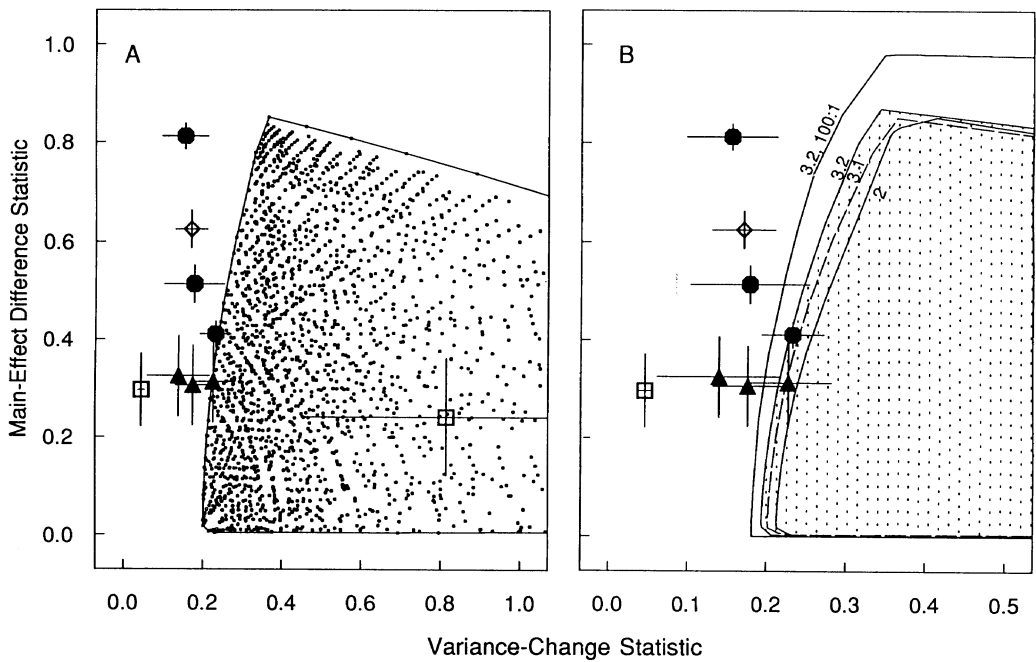 A
B
Main-Effect Difference Statistic
1.0
0.8
0.6
0.4
0.2
0.0
3.2, 100:1
3.2
3.1
2
0.0 0.2 0.4 0.6 0.8 1.0
0.0 0.1 0.2 0.3 0.4 0.5
Variance-Change Statistic